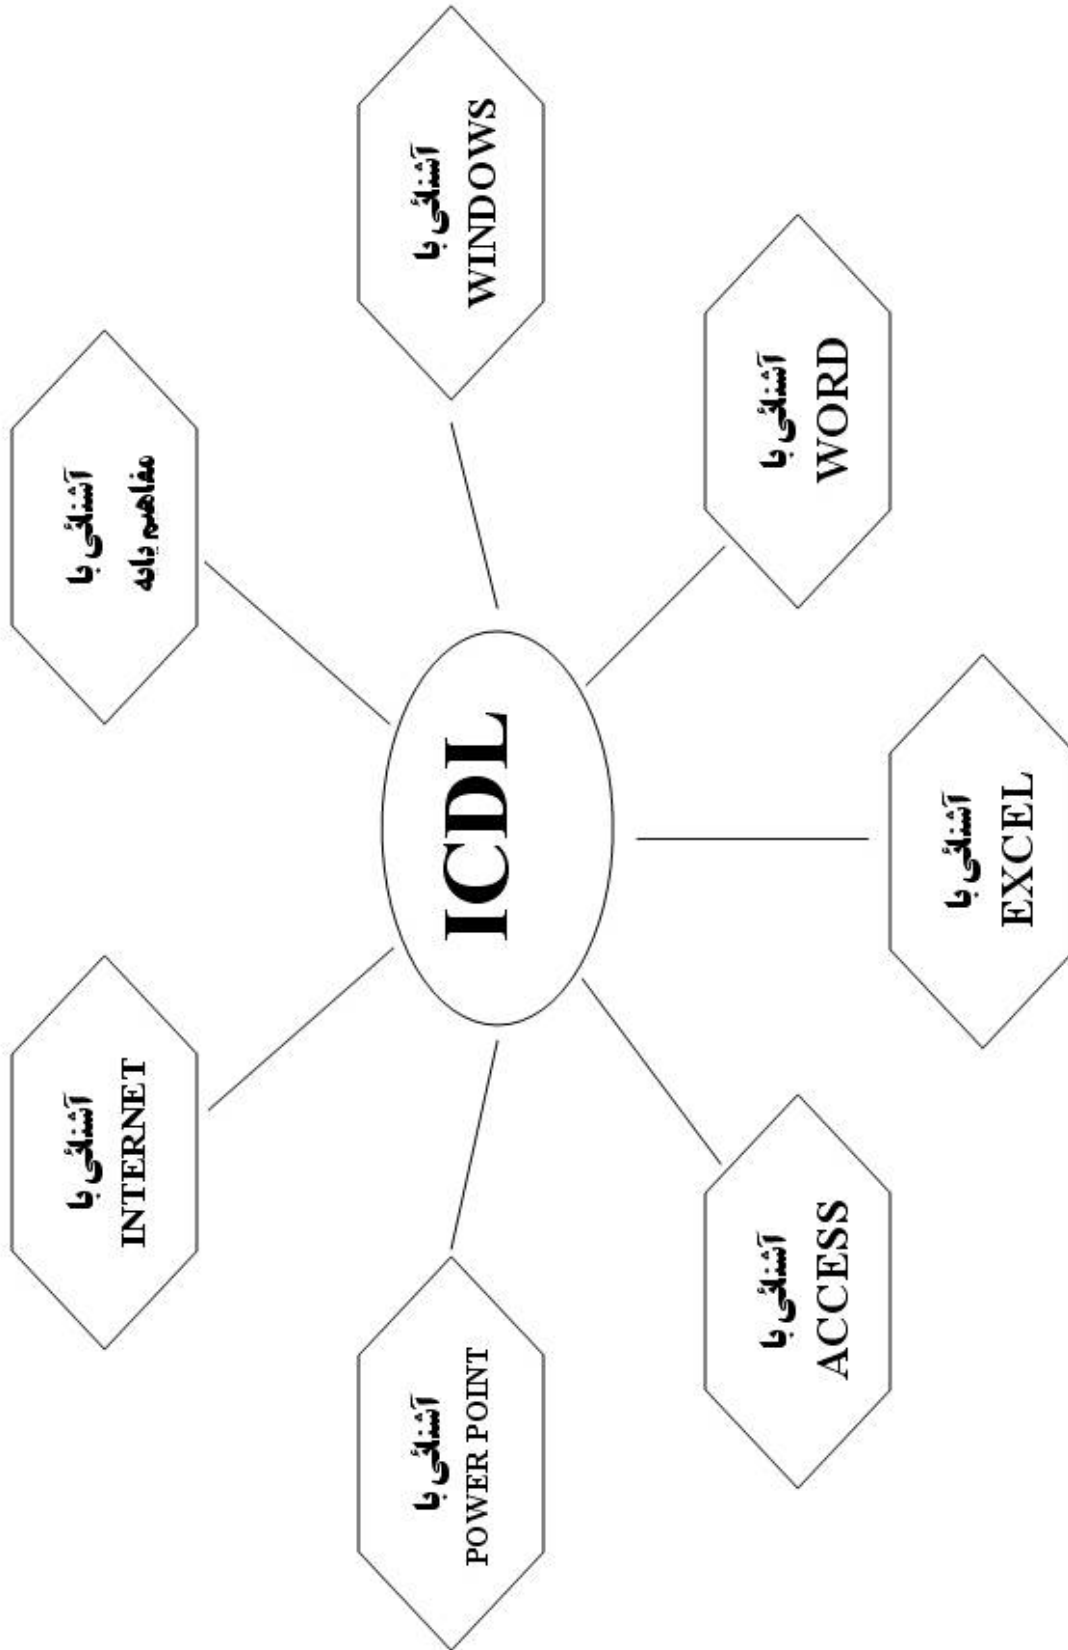 آشنائی با
INTERNET
آشنائی با
مفاهیم پایه
آشنائی با
POWER POINT
ICDL
آشنائی با
WINDOWS
آشنائی با
ACCESS
آشنائی با
WORD
آشنائی با
EXCEL